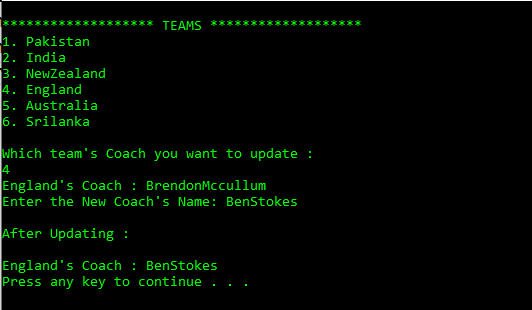 ******************* TEAMS *******************
1. Pakistan
2. India
3. NewZealand
4. England
5. Australia
6. Srilanka
Which team's Coach you want to update :
4
England's Coach : BrendonMccullum
Enter the New Coach's Name: BenStokes
After Updating :
England's Coach : BenStokes
Press any key to continue . . .